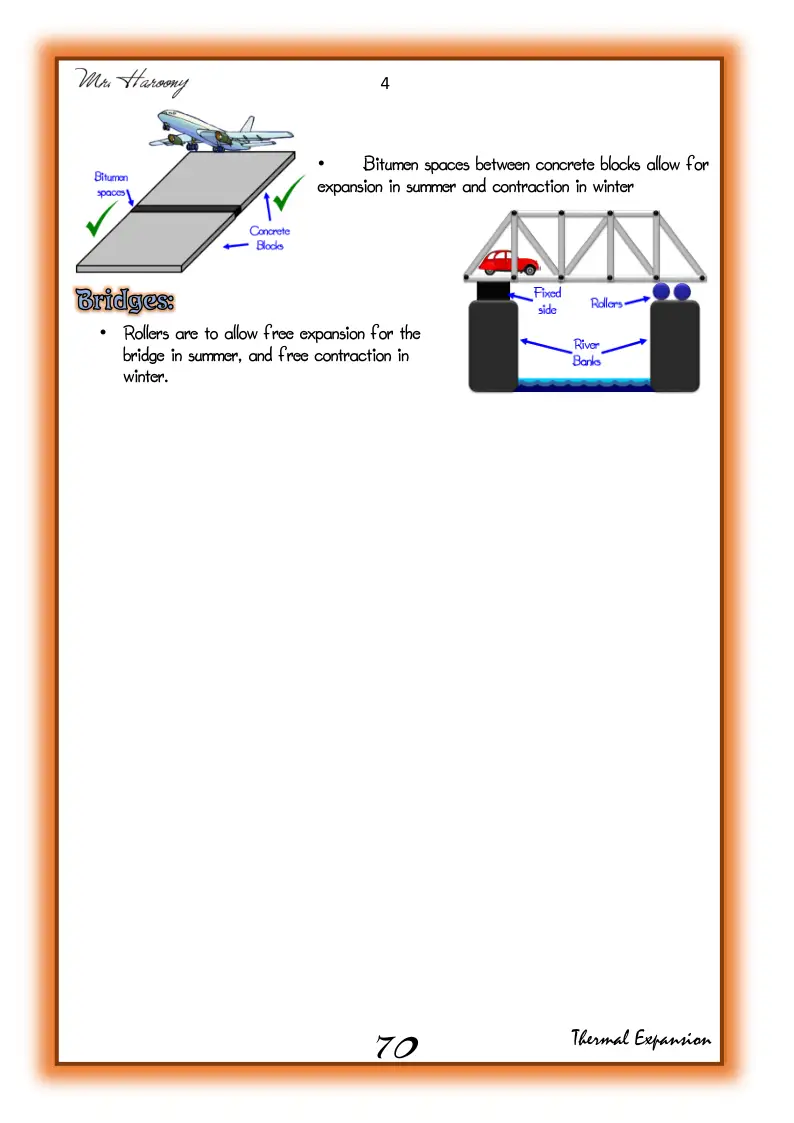 Mr. Haroony
4
Bitumen
spaces
Concrete
Blocks
• Bitumen spaces between concrete blocks allow for
expansion in summer and contraction in winter
Fixed
side
Rollers
River
Banks
Bridges:
• Rollers are to allow free expansion for the
bridge in summer, and free contraction in
winter.
70
Thermal Expansion